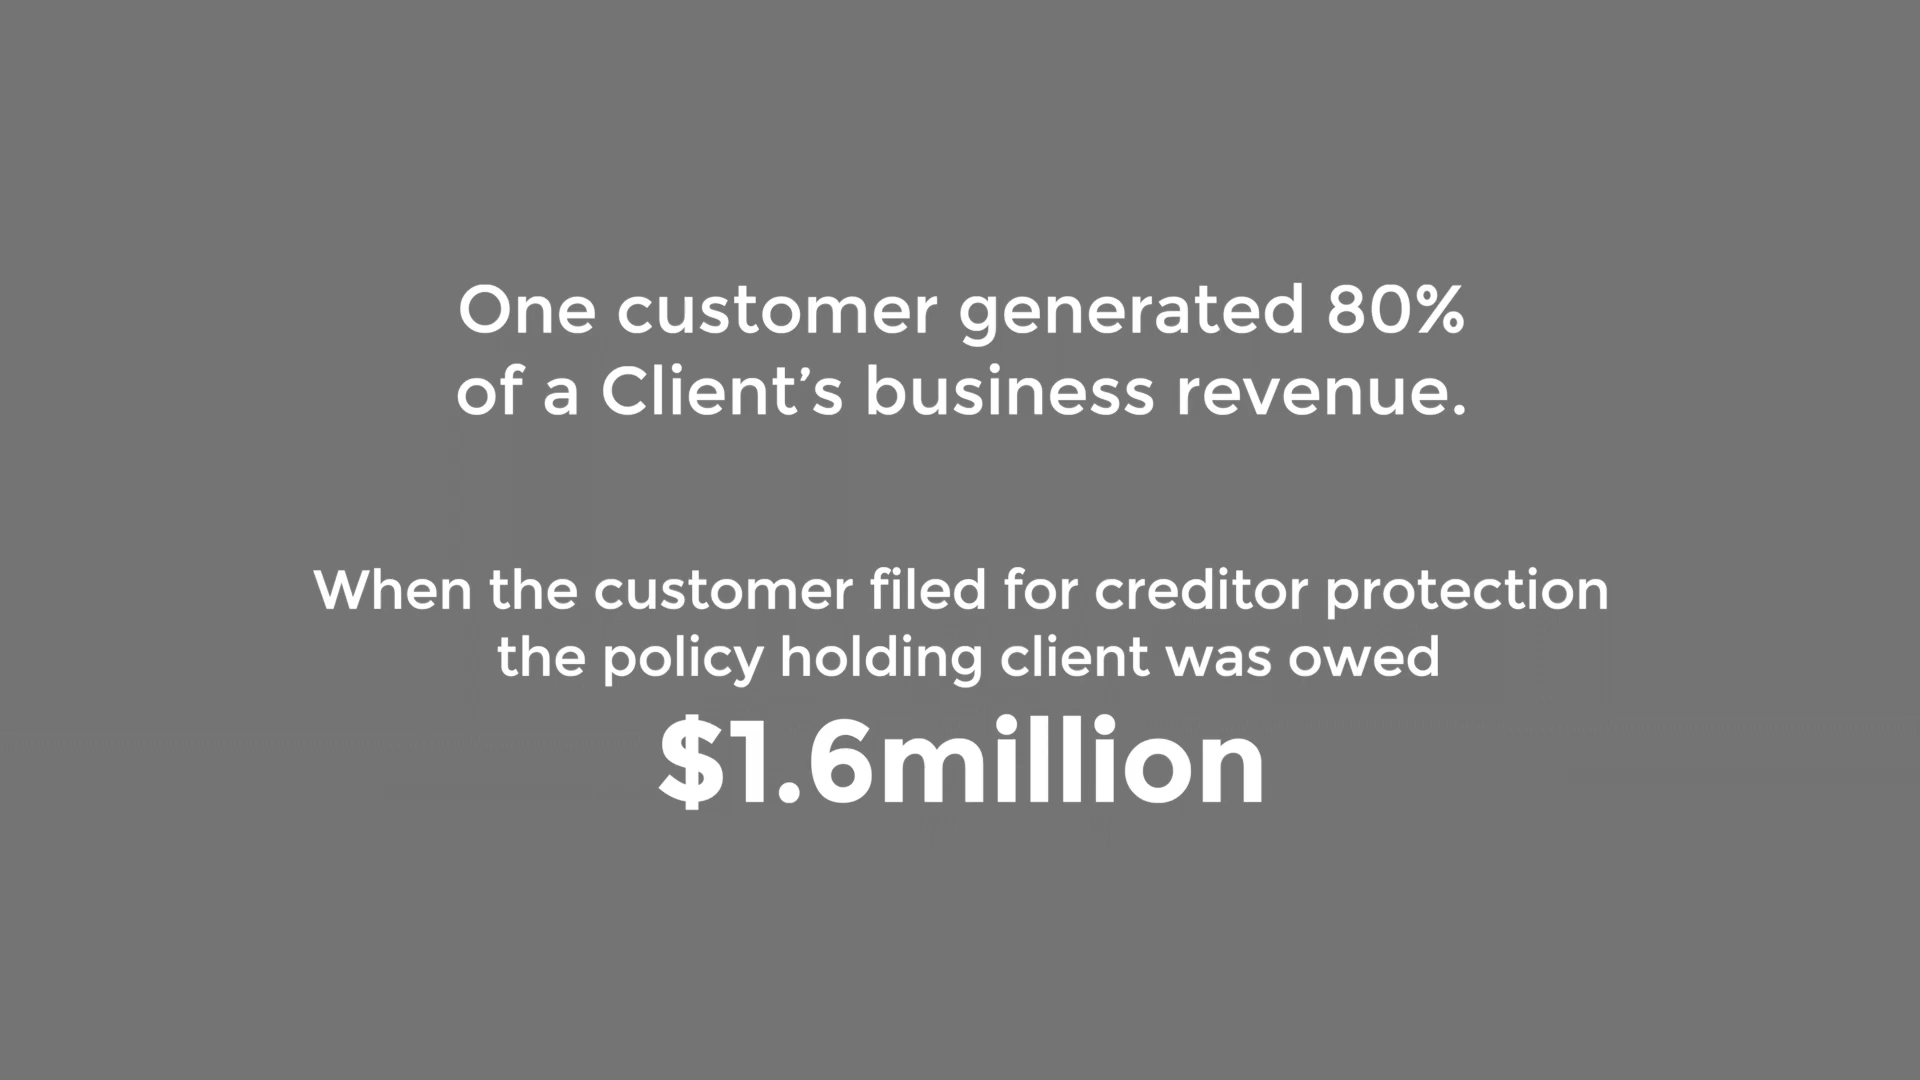 One customer generated 80%
of a Client’s business revenue.
When the customer filed for creditor protection
the policy holding client was owed
$1.6million